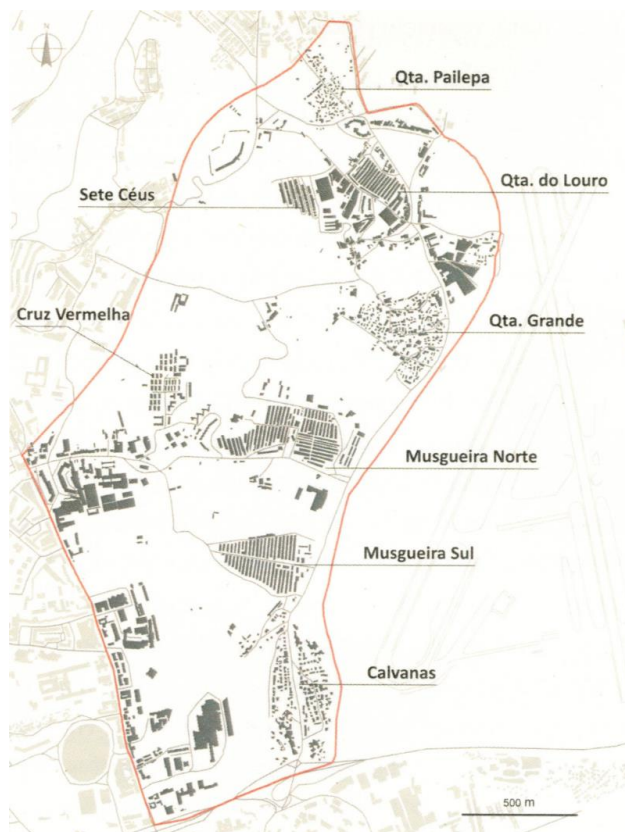 N
Qta. Pailepa
Sete Céus
Qta. do Louro
Cruz Vermelha
Qta. Grande
Musgueira Norte
Musgueira Sul
Calvanas
500 m